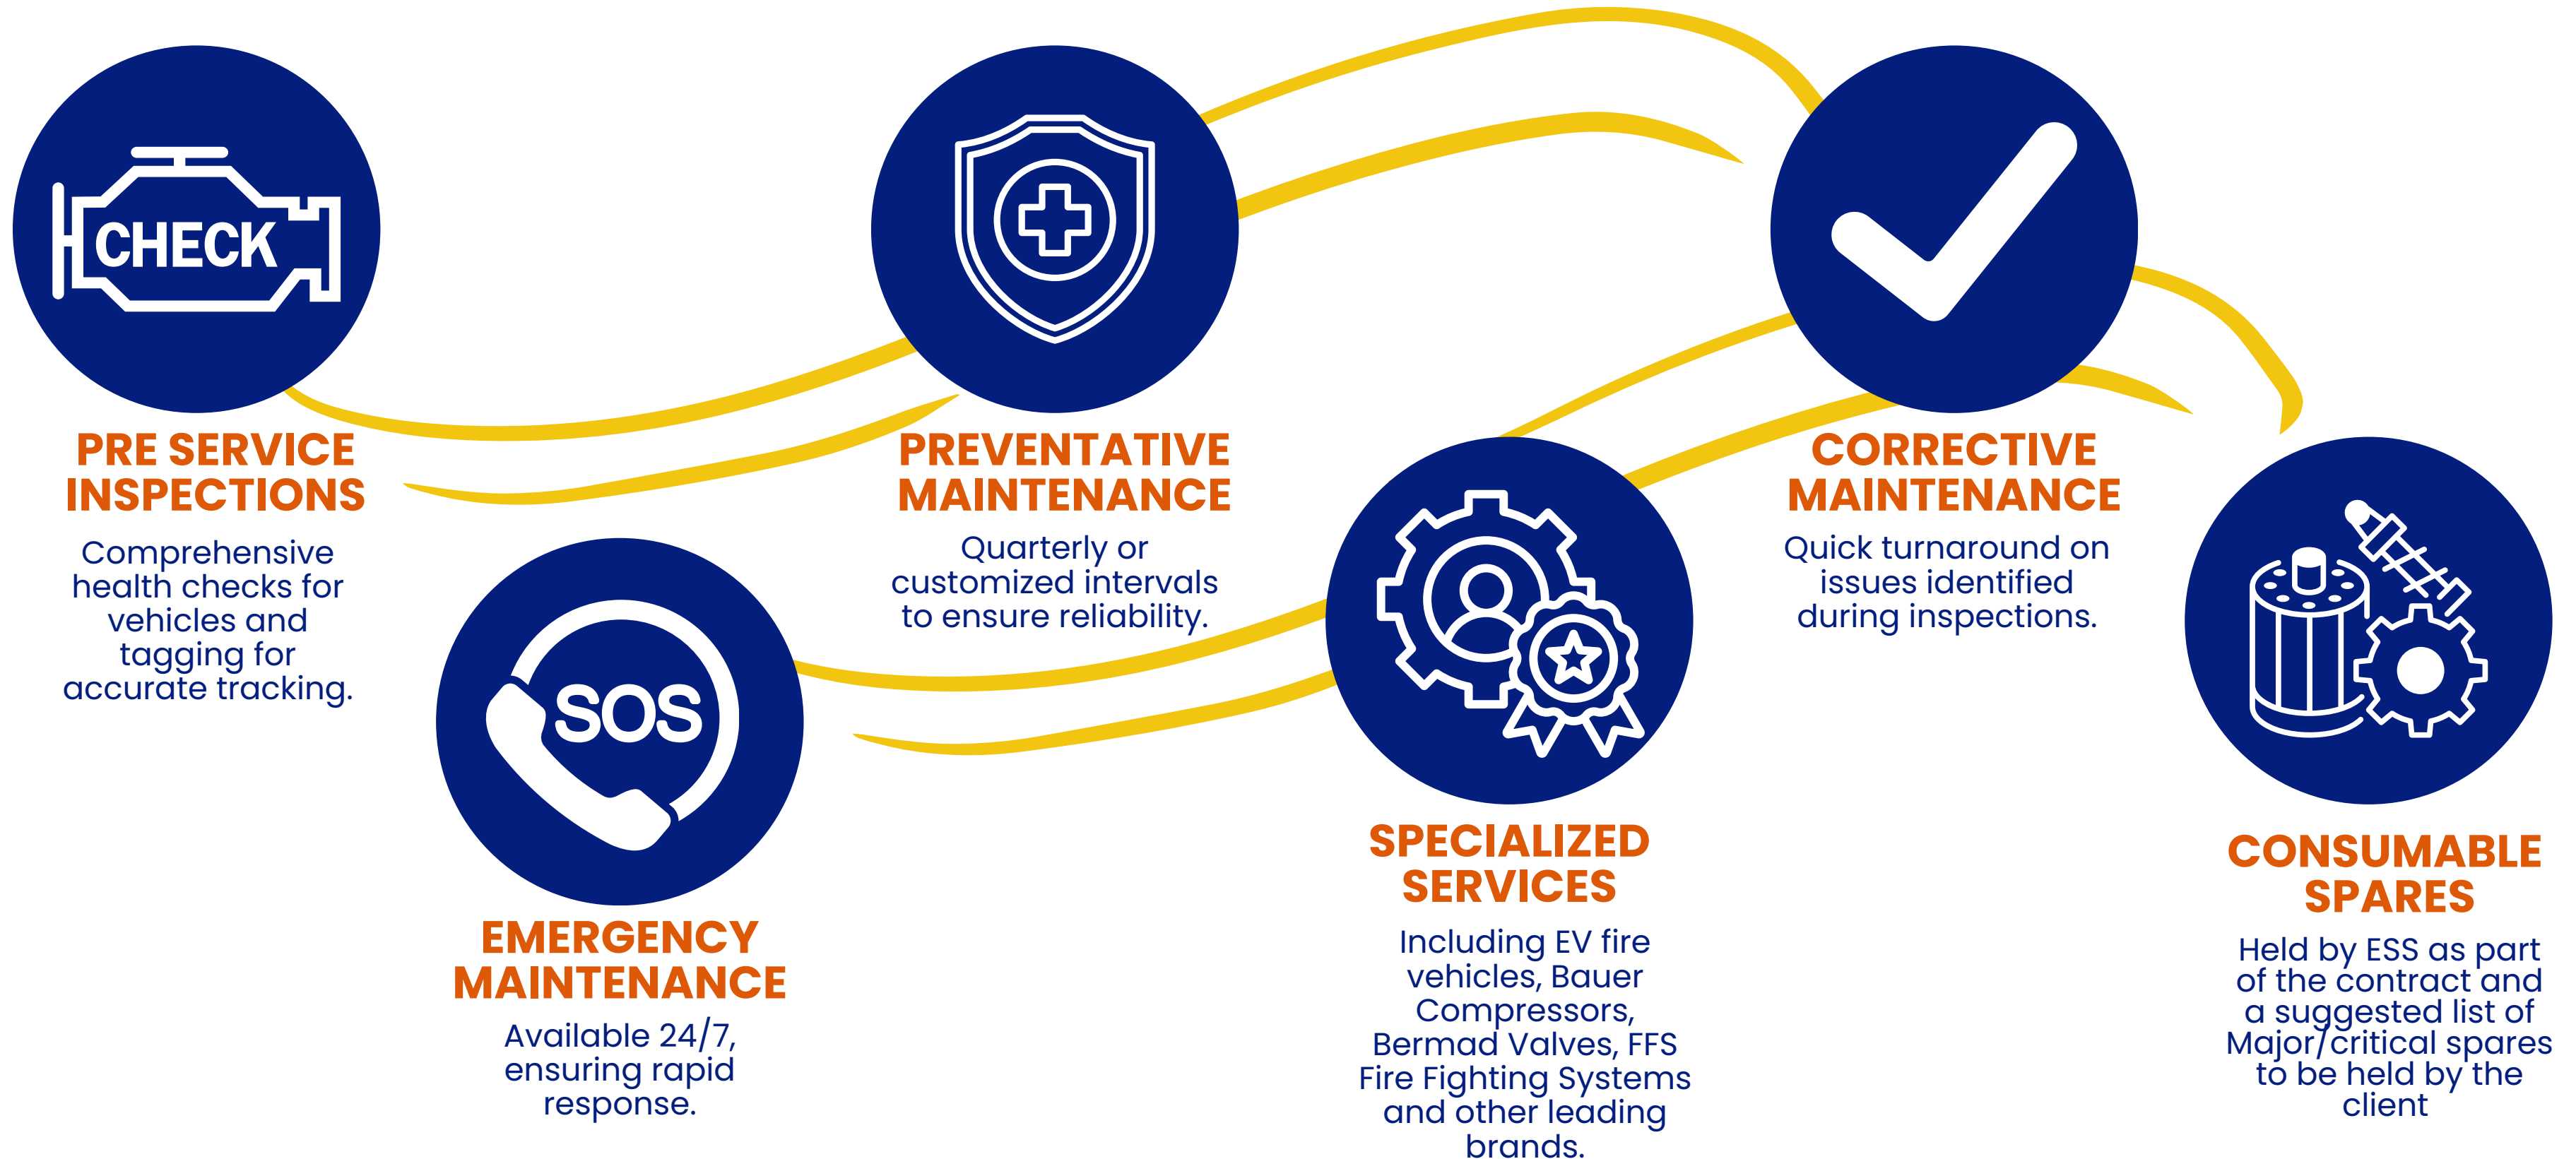 CHECK
PRE SERVICE
INSPECTIONS
Comprehensive
health checks for
vehicles and
tagging for
accurate tracking.
SOS
EMERGENCY
MAINTENANCE
Available 24/7,
ensuring rapid
response.
PREVENTATIVE
MAINTENANCE
Quarterly or
customized intervals
to ensure reliability.
SPECIALIZED
SERVICES
Including EV fire
vehicles, Bauer
Compressors,
Bermad Valves, FFS
Fire Fighting Systems
and other leading
brands.
CORRECTIVE
MAINTENANCE
Quick turnaround on
issues identified
during inspections.
CONSUMABLE
SPARES
Held by ESS as part
of the contract and
a suggested list of
Major/critical spares
to be held by the
client